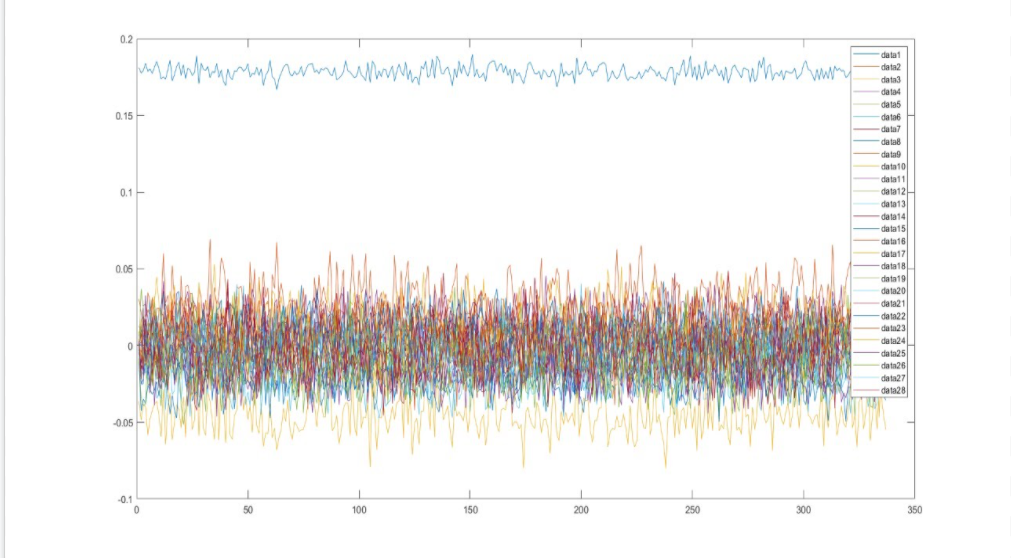 0.2
0.15
0.1
0.05
0
-0.05
-0.1
0 50 100 150 200 250 300 350
data1
data2
data3
data4
data5
data6
data7
data8
data9
data10
data11
data12
data13
data14
data15
data16
data17
data18
data19
data20
data21
data22
data23
data24
data25
data26
data27
data28